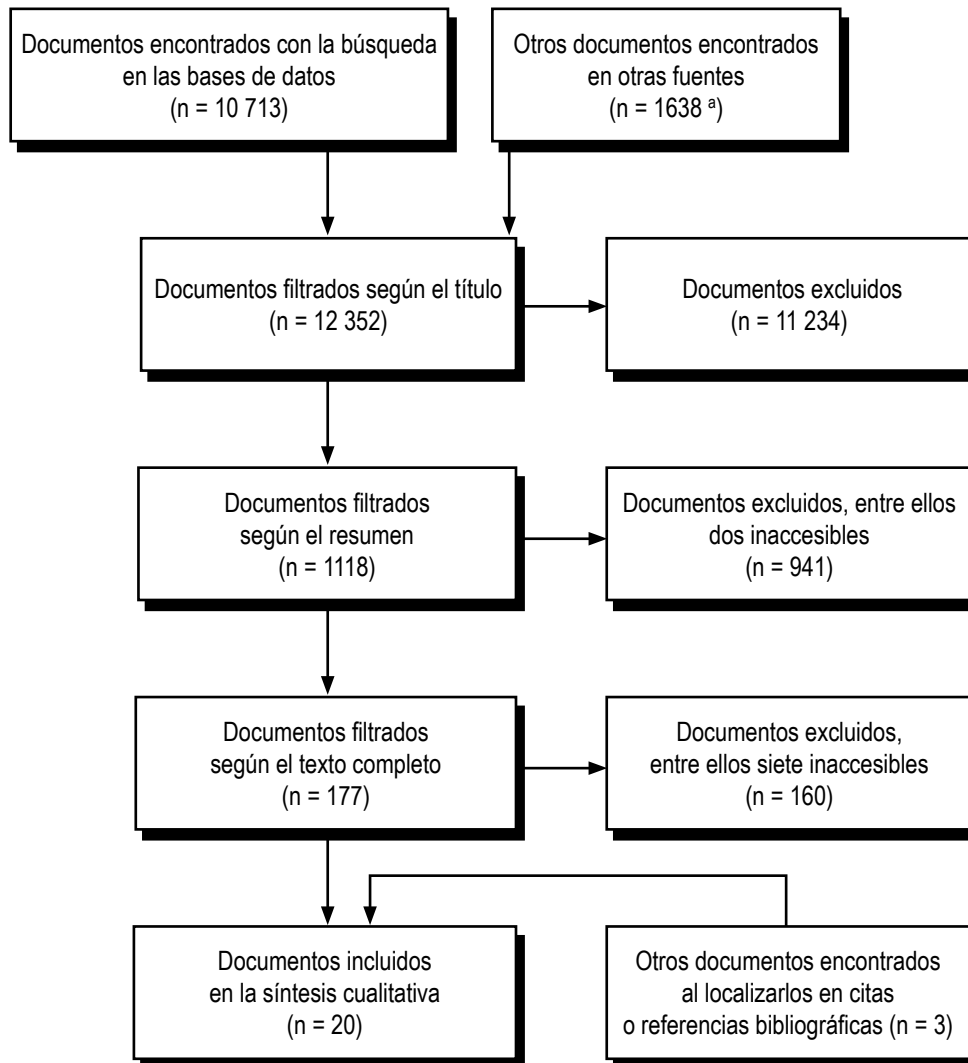 Documentos encontrados con la búsqueda
en las bases de datos
(n = 10 713)
Otros documentos encontrados
en otras fuentes
(n = 1638 ª)
Documentos filtrados según el título
(n = 12 352)
Documentos excluidos
(n = 11 234)
Documentos filtrados
según el resumen
(n = 1118)
Documentos excluidos, entre ellos
dos inaccesibles
(n = 941)
Documentos filtrados
según el texto completo
(n = 177)
Documentos excluidos,
entre ellos siete inaccesibles
(n = 160)
Documentos incluidos
en la síntesis cualitativa
(n = 20)
Otros documentos encontrados
al localizarlos en citas
o referencias bibliográficas (n = 3)